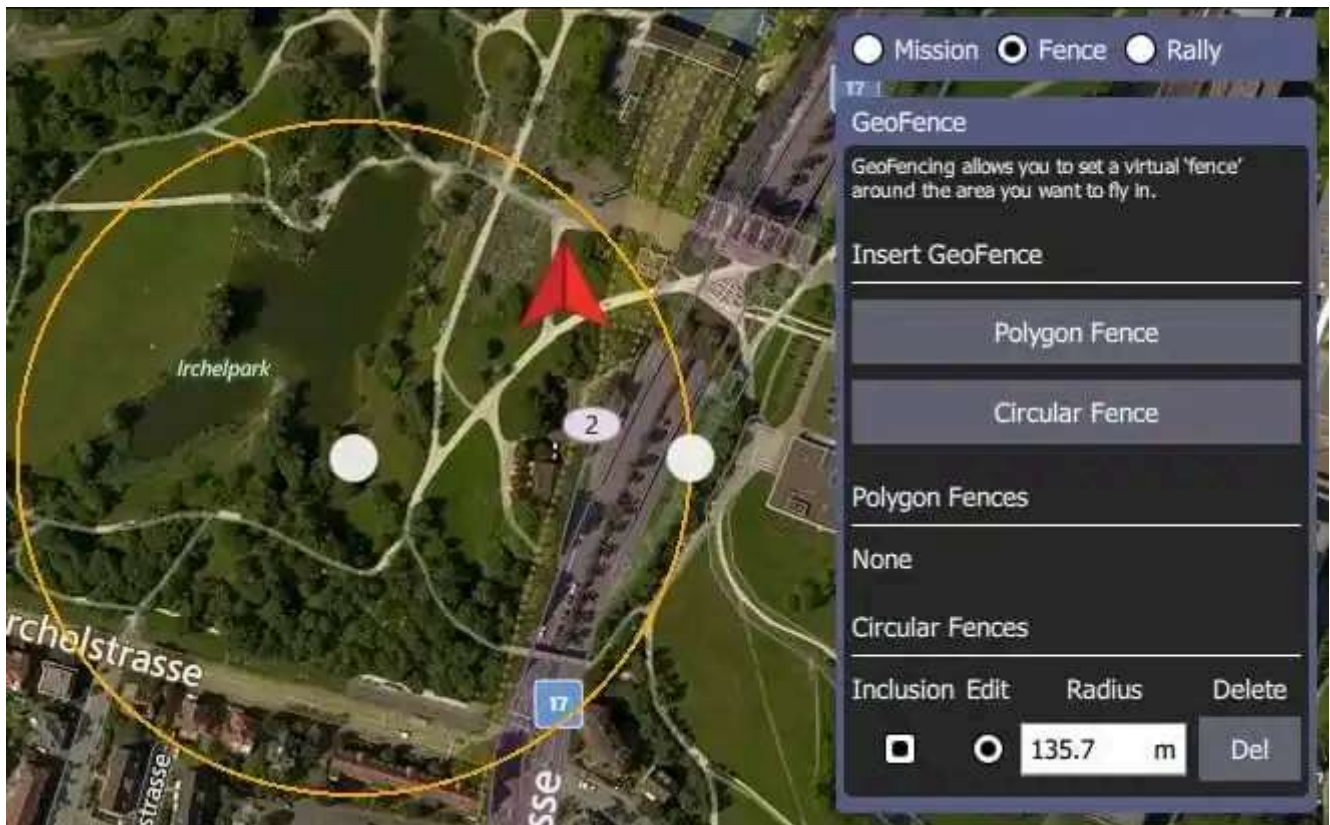 Mission Fence Rally
17
GeoFence
GeoFencing allows you to set a virtual 'fence'
around the area you want to fly in.
Insert GeoFence
Polygon Fence
Circular Fence
Polygon Fences
None
Circular Fences
Inclusion Edit Radius Delete
135.7 m Del
Irchelpark
2
rchelstrasse
17
strasse
sse